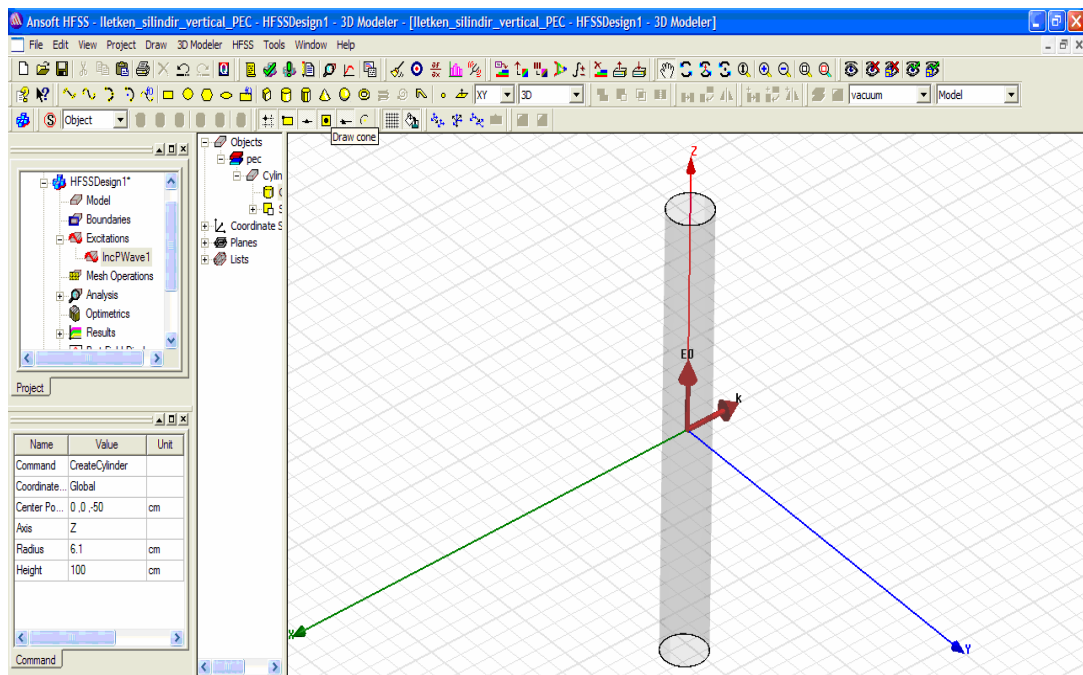 Ansoft HFSS - Iletken_silindir_vertical_PEC - HFSSDesign1 - 3D Modeler - [Iletken_silindir_vertical_PEC - HFSSDesign1 - 3D Modeler]
File Edit View Project Draw 3D Modeler HFSS Tools Window Help
XY 3D vacuum Model
Object
Draw cone
HFSSDesign1*
Model
Boundaries
Excitations
IncPWave1
Mesh Operations
Analysis
Optimetrics
Results
Project
Objects
pec
Cylin
Coordinate S
Planes
Lists
Name Value Unit
Command CreateCylinder
Coordinate... Global
Center Po... 0 ,0 ,-50 cm
Axis Z
Radius 6.1 cm
Height 100 cm
Command
Z
E0
k
X
Y